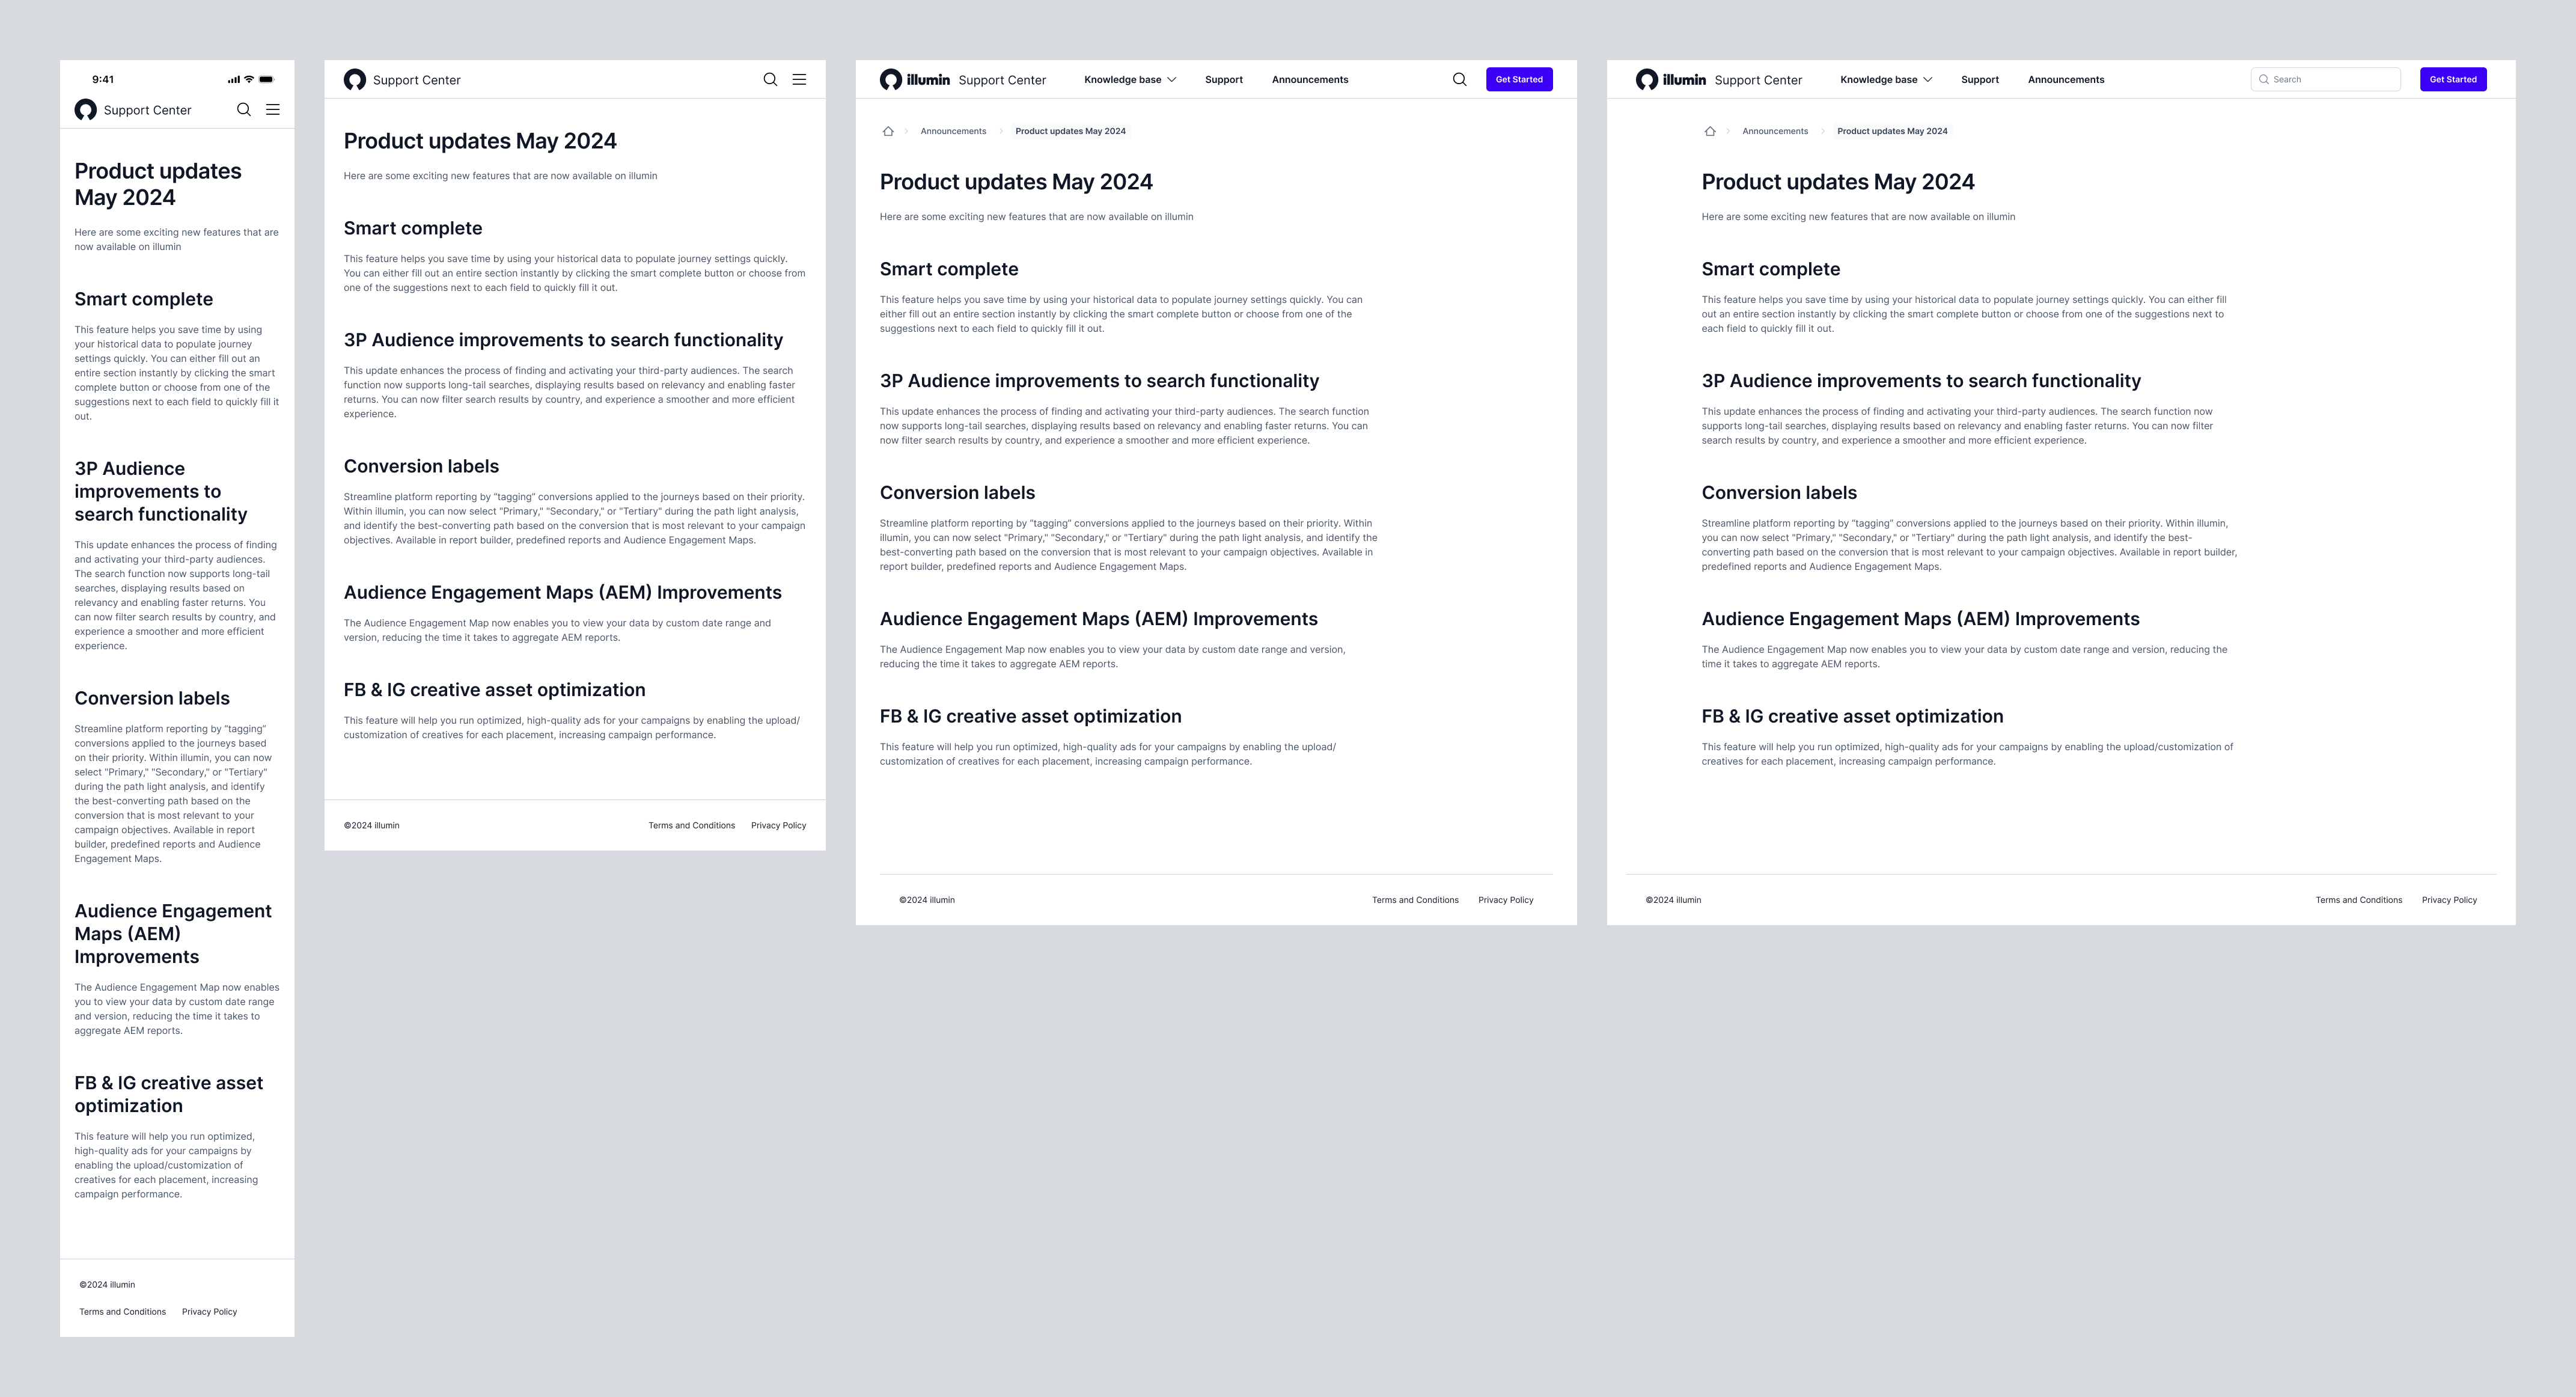 9:41
Support Center
Product updates
May 2024
Here are some exciting new features that are
now available on illumin
Smart complete
This feature helps you save time by using
your historical data to populate journey
settings quickly. You can either fill out an
entire section instantly by clicking the smart
complete button or choose from one of the
suggestions next to each field to quickly fill it
out.
3P Audience
improvements to
search functionality
This update enhances the process of finding
and activating your third-party audiences.
The search function now supports long-tail
searches, displaying results based on
relevancy and enabling faster returns. You
can now filter search results by country, and
experience a smoother and more efficient
experience.
Conversion labels
Streamline platform reporting by “tagging”
conversions applied to the journeys based
on their priority. Within illumin, you can now
select "Primary," "Secondary," or "Tertiary"
during the path light analysis, and identify
the best-converting path based on the
conversion that is most relevant to your
campaign objectives. Available in report
builder, predefined reports and Audience
Engagement Maps.
Audience Engagement
Maps (AEM)
Improvements
The Audience Engagement Map now enables
you to view your data by custom date range
and version, reducing the time it takes to
aggregate AEM reports.
FB & IG creative asset
optimization
This feature will help you run optimized,
high-quality ads for your campaigns by
enabling the upload/customization of
creatives for each placement, increasing
campaign performance.
©2024 illumin
Terms and Conditions Privacy Policy
Support Center
Product updates May 2024
Here are some exciting new features that are now available on illumin
Smart complete
This feature helps you save time by using your historical data to populate journey settings quickly.
You can either fill out an entire section instantly by clicking the smart complete button or choose from
one of the suggestions next to each field to quickly fill it out.
3P Audience improvements to search functionality
This update enhances the process of finding and activating your third-party audiences. The search
function now supports long-tail searches, displaying results based on relevancy and enabling faster
returns. You can now filter search results by country, and experience a smoother and more efficient
experience.
Conversion labels
Streamline platform reporting by “tagging” conversions applied to the journeys based on their priority.
Within illumin, you can now select "Primary," "Secondary," or "Tertiary" during the path light analysis,
and identify the best-converting path based on the conversion that is most relevant to your campaign
objectives. Available in report builder, predefined reports and Audience Engagement Maps.
Audience Engagement Maps (AEM) Improvements
The Audience Engagement Map now enables you to view your data by custom date range and
version, reducing the time it takes to aggregate AEM reports.
FB & IG creative asset optimization
This feature will help you run optimized, high-quality ads for your campaigns by enabling the upload/
customization of creatives for each placement, increasing campaign performance.
©2024 illumin Terms and Conditions Privacy Policy
illumin Support Center Knowledge base Support Announcements Get Started
Announcements Product updates May 2024
Product updates May 2024
Here are some exciting new features that are now available on illumin
Smart complete
This feature helps you save time by using your historical data to populate journey settings quickly. You can
either fill out an entire section instantly by clicking the smart complete button or choose from one of the
suggestions next to each field to quickly fill it out.
3P Audience improvements to search functionality
This update enhances the process of finding and activating your third-party audiences. The search function
now supports long-tail searches, displaying results based on relevancy and enabling faster returns. You can
now filter search results by country, and experience a smoother and more efficient experience.
Conversion labels
Streamline platform reporting by “tagging” conversions applied to the journeys based on their priority. Within
illumin, you can now select "Primary," "Secondary," or "Tertiary" during the path light analysis, and identify the
best-converting path based on the conversion that is most relevant to your campaign objectives. Available in
report builder, predefined reports and Audience Engagement Maps.
Audience Engagement Maps (AEM) Improvements
The Audience Engagement Map now enables you to view your data by custom date range and version,
reducing the time it takes to aggregate AEM reports.
FB & IG creative asset optimization
This feature will help you run optimized, high-quality ads for your campaigns by enabling the upload/
customization of creatives for each placement, increasing campaign performance.
©2024 illumin Terms and Conditions Privacy Policy
illumin Support Center Knowledge base Support Announcements Search Get Started
Announcements Product updates May 2024
Product updates May 2024
Here are some exciting new features that are now available on illumin
Smart complete
This feature helps you save time by using your historical data to populate journey settings quickly. You can either fill
out an entire section instantly by clicking the smart complete button or choose from one of the suggestions next to
each field to quickly fill it out.
3P Audience improvements to search functionality
This update enhances the process of finding and activating your third-party audiences. The search function now
supports long-tail searches, displaying results based on relevancy and enabling faster returns. You can now filter
search results by country, and experience a smoother and more efficient experience.
Conversion labels
Streamline platform reporting by “tagging” conversions applied to the journeys based on their priority. Within illumin,
you can now select "Primary," "Secondary," or "Tertiary" during the path light analysis, and identify the best-
converting path based on the conversion that is most relevant to your campaign objectives. Available in report builder,
predefined reports and Audience Engagement Maps.
Audience Engagement Maps (AEM) Improvements
The Audience Engagement Map now enables you to view your data by custom date range and version, reducing the
time it takes to aggregate AEM reports.
FB & IG creative asset optimization
This feature will help you run optimized, high-quality ads for your campaigns by enabling the upload/customization of
creatives for each placement, increasing campaign performance.
©2024 illumin Terms and Conditions Privacy Policy